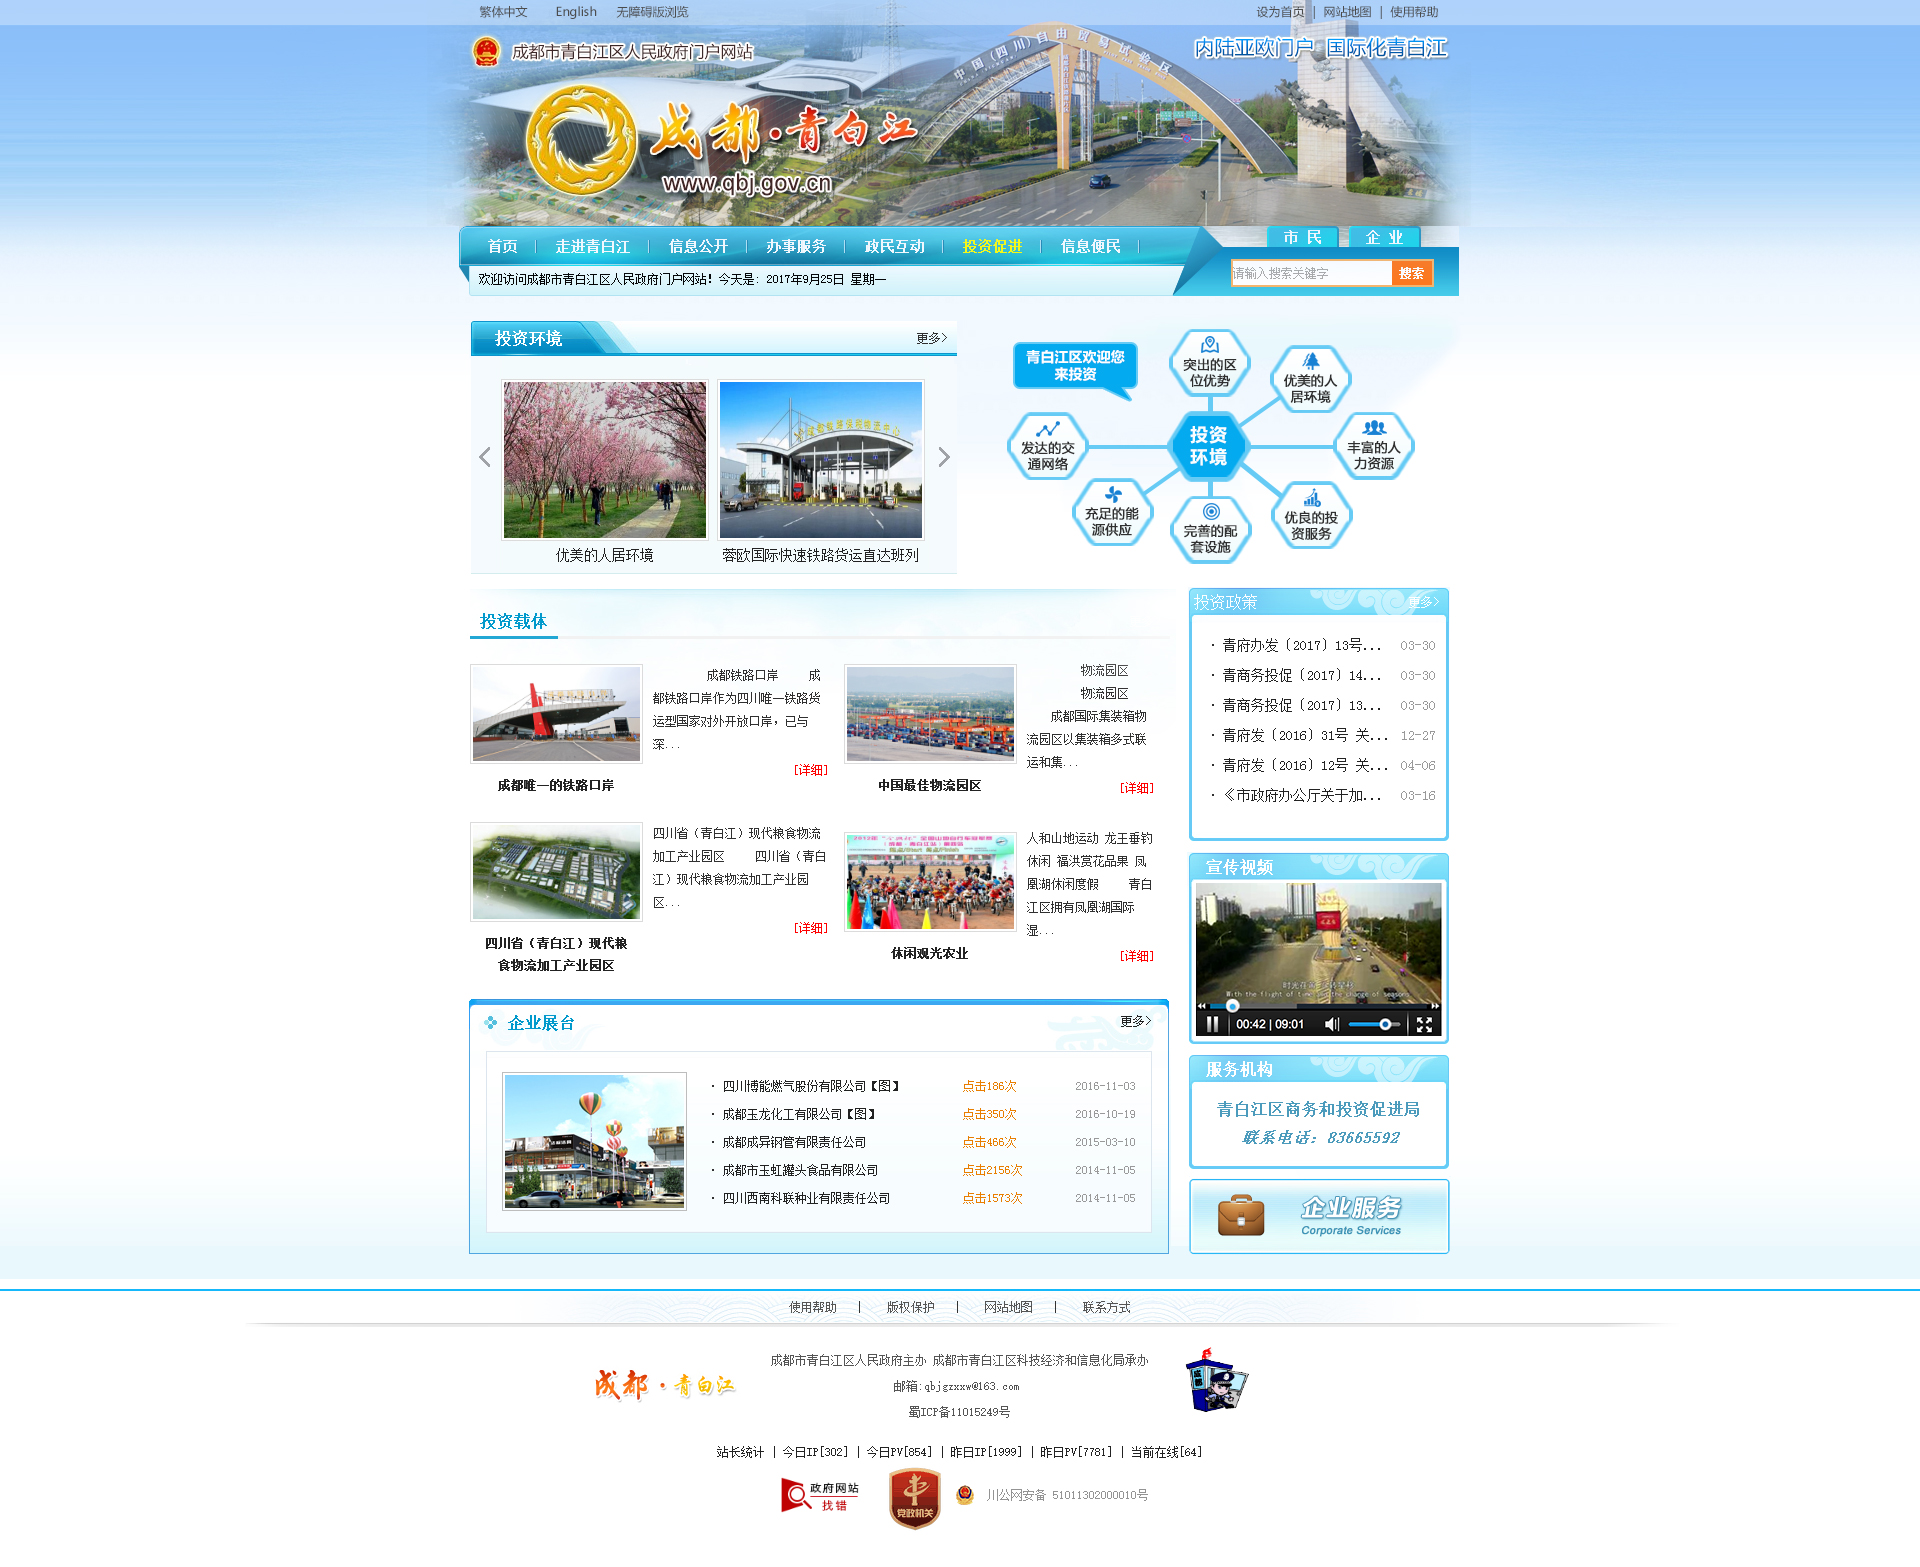 繁体中文 English 无障碍版浏览
设为首页 | 网站地图 | 使用帮助
成都市青白江区人民政府门户网站
内陆亚欧门户 国际化青白江
中国(四川)自由贸易试验区
成都·青白江
www.qbj.gov.cn
首页 走进青白江 信息公开 办事服务 政民互动 投资促进 信息便民
市 民 企 业
欢迎访问成都市青白江区人民政府门户网站! 今天是: 2017年9月25日 星期一
请输入搜索关键字 搜索
投资环境 更多>
优美的人居环境
蓉欧国际快速铁路货运直达班列
青白江区欢迎您
来投资
突出的区
位优势
优美的人
居环境
发达的交
通网络
投资
环境
丰富的人
力资源
充足的能
源供应
完善的配
套设施
优良的投
资服务
投资载体
成都铁路口岸 成
都铁路口岸作为四川唯一铁路货
运型国家对外开放口岸，已与
深...
[详细]
成都唯一的铁路口岸
物流园区
物流园区
成都国际集装箱物
流园区以集装箱多式联
运和集...
[详细]
中国最佳物流园区
四川省（青白江）现代粮食物流
加工产业园区 四川省（青白
江）现代粮食物流加工产业园
区...
[详细]
四川省（青白江）现代粮
食物流加工产业园区
人和山地运动 龙王垂钓
休闲 福洪赏花品果 凤
凰湖休闲度假 青白
江区拥有凤凰湖国际
湿...
[详细]
休闲观光农业
投资政策 更多>
· 青府办发〔2017〕13号... 03-30
· 青商务投促〔2017〕14... 03-30
· 青商务投促〔2017〕13... 03-30
· 青府发〔2016〕31号 关... 12-27
· 青府发〔2016〕12号 关... 04-06
· 《市政府办公厅关于加... 03-16
宣传视频
With the flight of time, and the change of seasons
00:42 | 09:01
企业展台 更多>
· 四川博能燃气股份有限公司【图】 点击186次 2016-11-03
· 成都玉龙化工有限公司【图】 点击350次 2016-10-19
· 成都成异钢管有限责任公司 点击466次 2015-03-10
· 成都市玉虹罐头食品有限公司 点击2156次 2014-11-05
· 四川西南科联种业有限责任公司 点击1573次 2014-11-05
服务机构
青白江区商务和投资促进局
联系电话：83665592
企业服务
Corporate Services
使用帮助 | 版权保护 | 网站地图 | 联系方式
成都·青白江
成都市青白江区人民政府主办 成都市青白江区科技经济和信息化局承办
邮箱:qbjgzxxw@163.com
蜀ICP备11015249号
站长统计 | 今日IP[302] | 今日PV[854] | 昨日IP[1999] | 昨日PV[7781] | 当前在线[64]
政府网站
找错
党政机关
川公网安备 51011302000010号